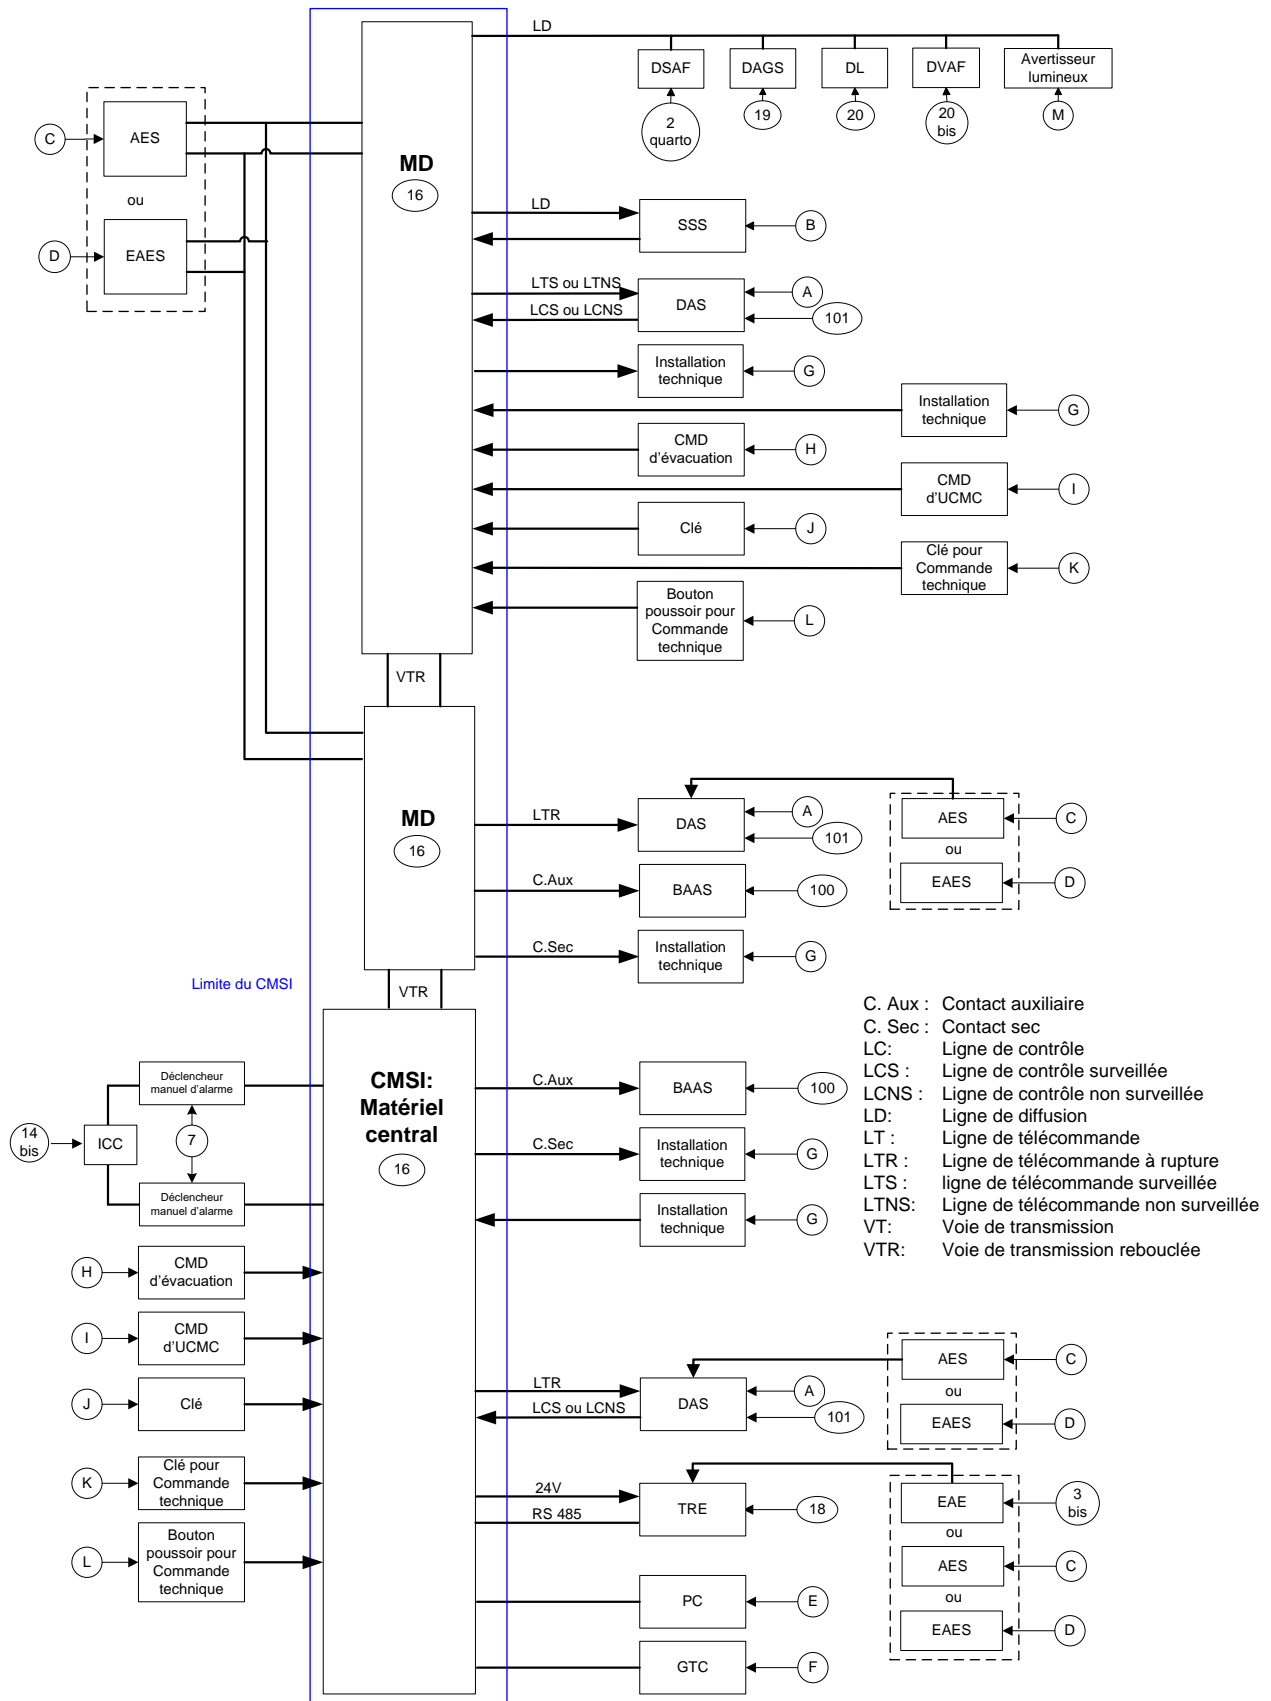 LD
DSAF
DAGS
DL
DVAF
Avertisseur
lumineux
2
quarto
19
20
20
bis
M
C
AES
ou
D
EAES
MD
16
LD
SSS
B
LTS ou LTNS
LCS ou LCNS
DAS
A
101
Installation
technique
G
Installation
technique
G
CMD
d'évacuation
H
CMD
d'UCMC
I
Clé
J
Clé pour
Commande
technique
K
Bouton
poussoir pour
Commande
technique
L
VTR
MD
16
LTR
DAS
A
101
AES
ou
EAES
C
D
C.Aux
BAAS
100
C.Sec
Installation
technique
G
VTR
Limite du CMSI
C. Aux : Contact auxiliaire
C. Sec : Contact sec
LC: Ligne de contrôle
LCS : Ligne de contrôle surveillée
LCNS : Ligne de contrôle non surveillée
LD: Ligne de diffusion
LT : Ligne de télécommande
LTR : Ligne de télécommande à rupture
LTS : ligne de télécommande surveillée
LTNS: Ligne de télécommande non surveillée
VT: Voie de transmission
VTR: Voie de transmission rebouclée
CMSI:
Matériel
central
16
Déclencheur
manuel d'alarme
14
bis
ICC
7
Déclencheur
manuel d'alarme
H
CMD
d'évacuation
I
CMD
d'UCMC
J
Clé
K
Clé pour
Commande
technique
L
Bouton
poussoir pour
Commande
technique
C.Aux
BAAS
100
C.Sec
Installation
technique
G
Installation
technique
G
LTR
LCS ou LCNS
DAS
A
101
AES
ou
EAES
C
D
24V
RS 485
TRE
18
EAE
ou
AES
ou
EAES
3
bis
C
D
PC
E
GTC
F